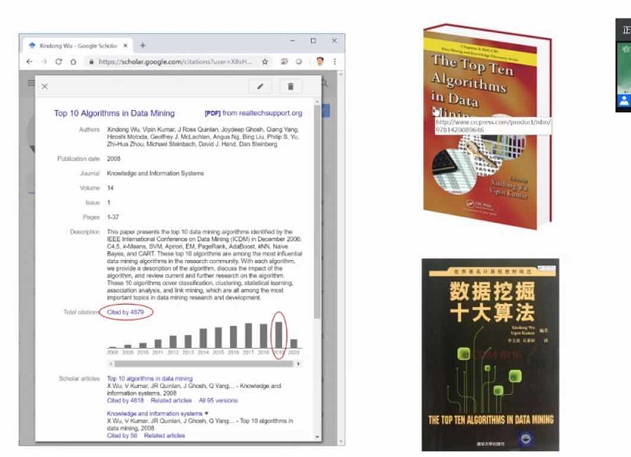 Xindong Wu - Google Scholar
https://scholar.google.com/citations?user=
Top 10 Algorithms in Data Mining
[PDF] from realtechsupport.org
Authors Xindong Wu, Vipin Kumar, J Ross Quinlan, Joydeep Ghosh, Qiang Yang,
Hiroshi Motoda, Geoffrey J. McLachlan, Angus Ng, Bing Liu, Philip S. Yu,
Zhi-Hua Zhou, Michael Steinbach, David J. Hand, Dan Steinberg
Publication date 2008
Journal Knowledge and Information Systems
Volume 14
Issue 1
Pages 1-37
Description This paper presents the top 10 data mining algorithms identified by the
IEEE International Conference on Data Mining (ICDM) in December 2006:
C4.5, k-Means, SVM, Apriori, EM, PageRank, AdaBoost, kNN, Naive
Bayes, and CART. These top 10 algorithms are among the most influential
data mining algorithms in the research community. With each algorithm,
we provide a description of the algorithm, discuss the impact of the
algorithm, and review current and further research on the algorithm.
These 10 algorithms cover classification, clustering, statistical learning,
association analysis, and link mining, which are all among the most
important topics in data mining research and development.
Total citations Cited by 4879
2008 2009 2010 2011 2012 2013 2014 2015 2016 2017 2018 2019 2020
Scholar articles Top 10 algorithms in data mining
X Wu, V Kumar, JR Quinlan, J Ghosh, Q Yang... - Knowledge and
information systems, 2008
Cited by 4818 Related articles All 95 versions
Knowledge and information systems
X Wu, V Kumar, JR Quinlan, J Ghosh, Q Yang... - Top 10 algorithms in
data mining, 2008
Cited by 56 Related articles
The Top Ten
Algorithms
in Data
Mining
http://www.crcpress.com/product/isbn/
9781420089646
Xindong Wu
Vipin Kumar
数据挖掘
十大算法
Xindong Wu
Vipin Kumar
编著
译
THE TOP TEN ALGORITHMS IN DATA MINING
清华大学出版社